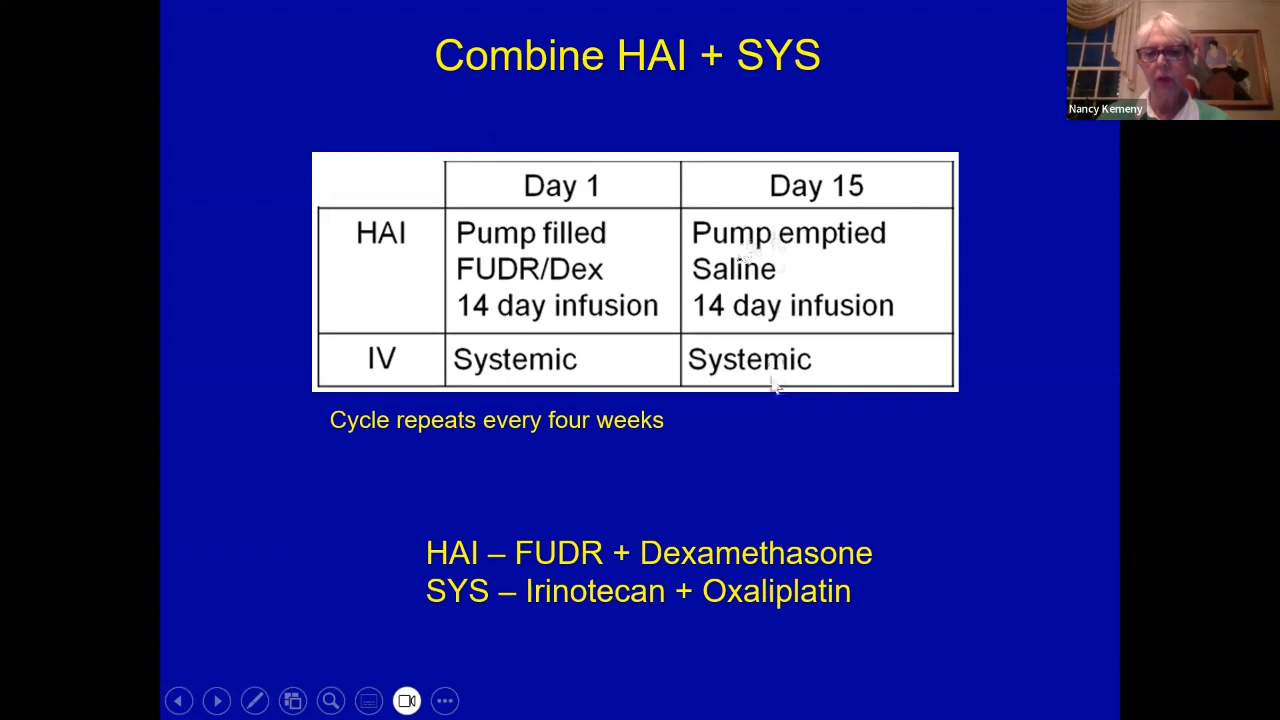 Combine HAI + SYS
Nancy Kemeny
Day 1 Day 15
HAI Pump filled Pump emptied
FUDR/Dex Saline
14 day infusion 14 day infusion
IV Systemic Systemic
Cycle repeats every four weeks
HAI – FUDR + Dexamethasone
SYS – Irinotecan + Oxaliplatin